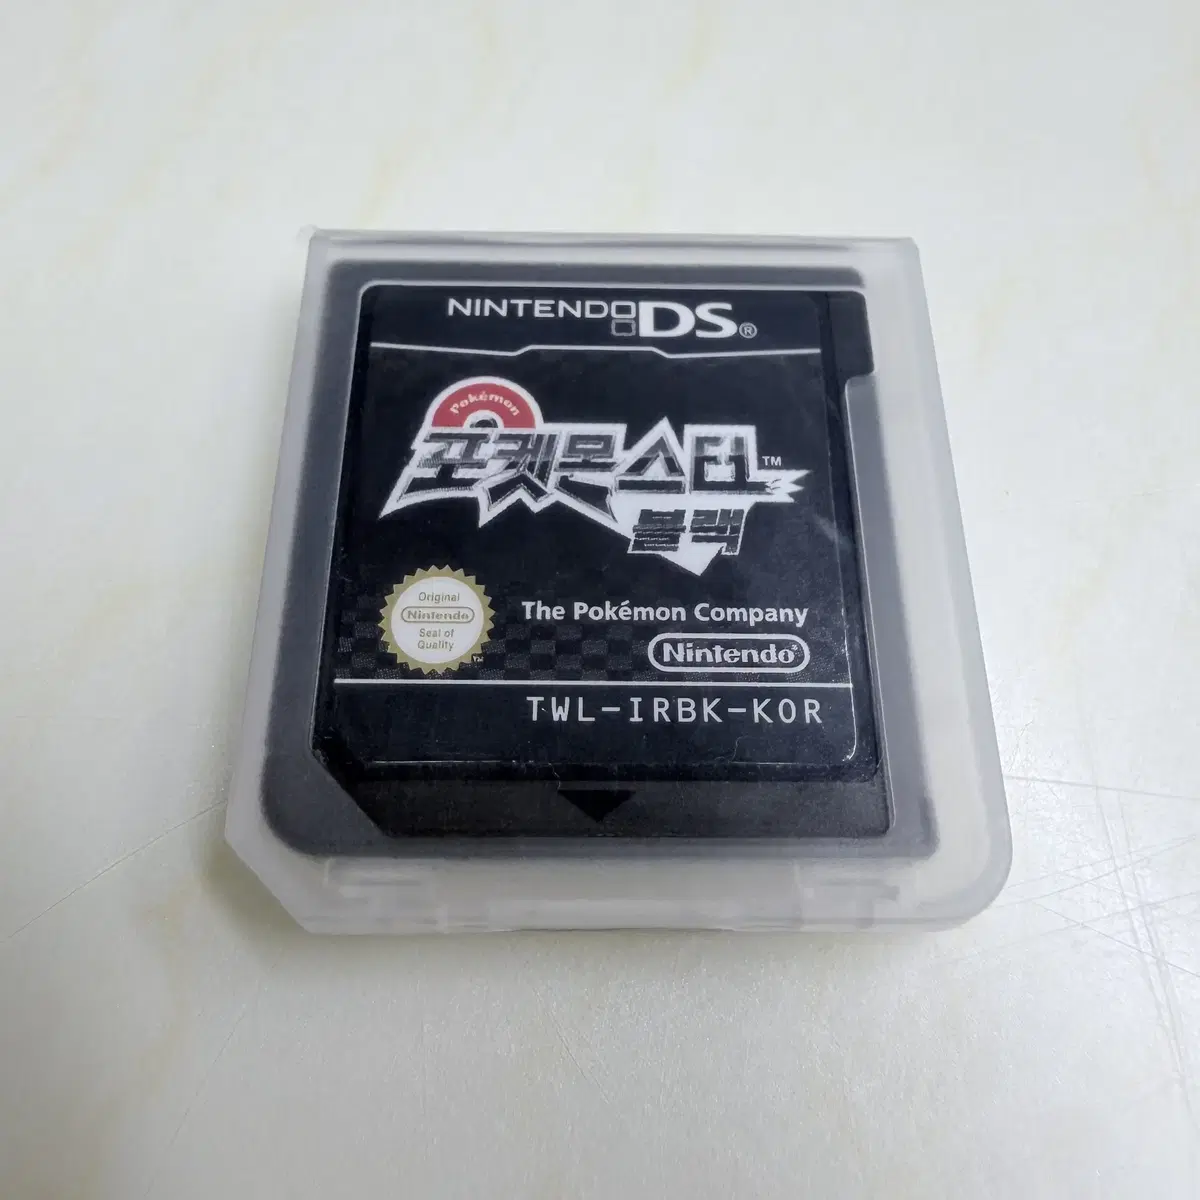 NINTENDO DS®
Pokémon
포켓몬스터™
블랙
Original
Nintendo
Seal of
Quality
™
The Pokémon Company
Nintendo®
TWL-IRBK-KOR